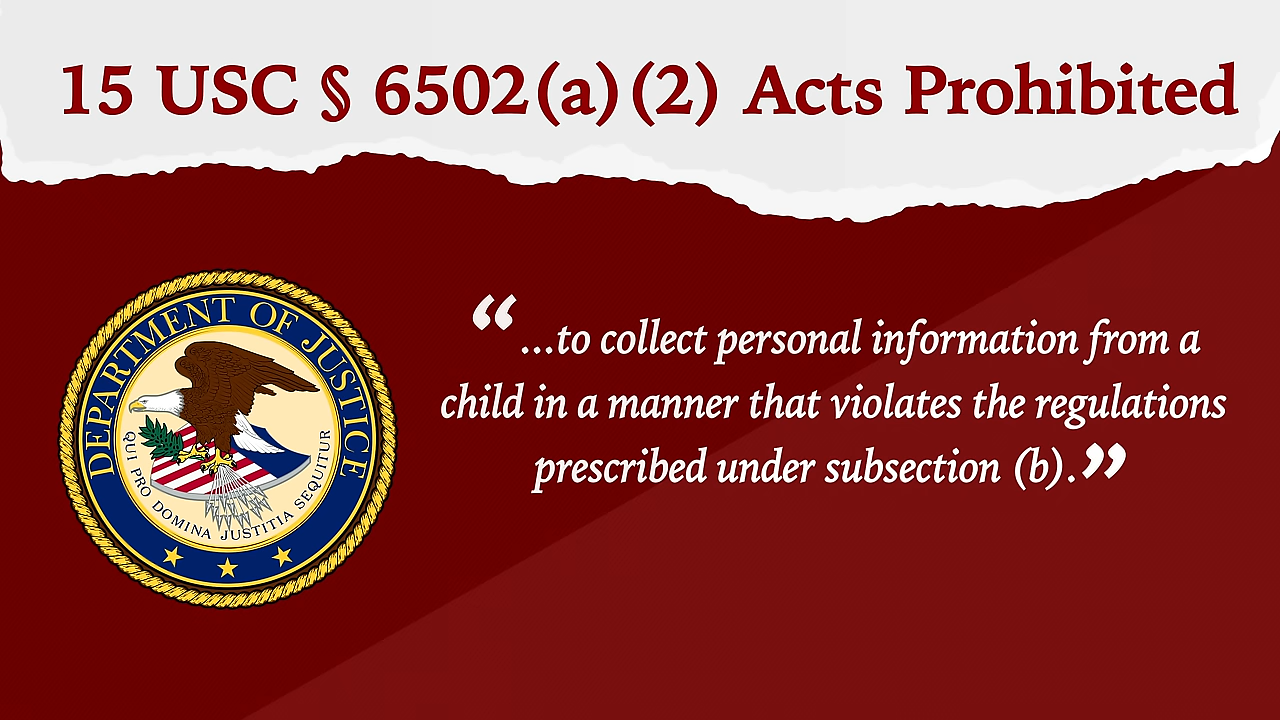 15 USC § 6502(a)(2) Acts Prohibited
“...to collect personal information from a
child in a manner that violates the regulations
prescribed under subsection (b).”
DEPARTMENT OF JUSTICE
QUI PRO DOMINA JUSTITIA SEQUITUR